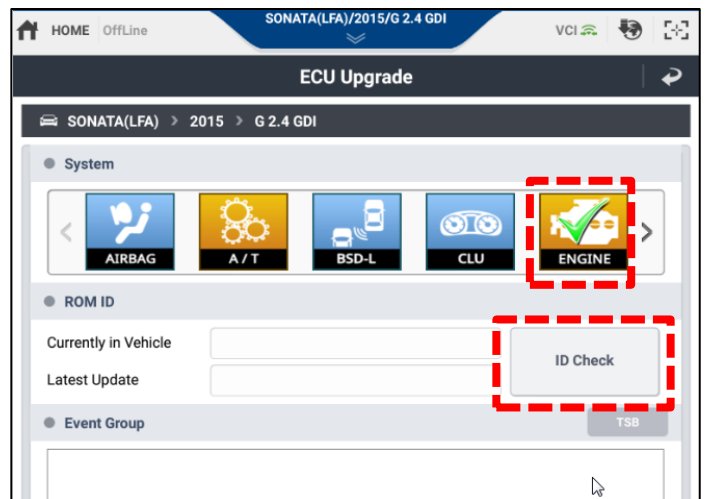 HOME OffLine SONATA(LFA)/2015/G 2.4 GDI VCI
ECU Upgrade
SONATA(LFA) > 2015 > G 2.4 GDI
System
AIRBAG A/T BSD-L CLU ENGINE
ROM ID
Currently in Vehicle
ID Check
Latest Update
Event Group TSB